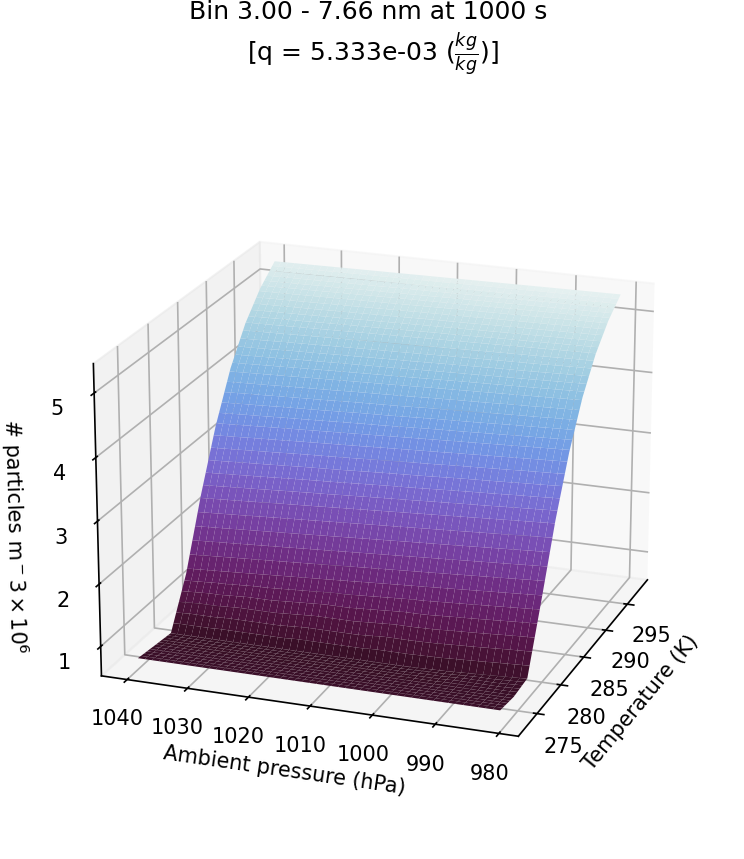 Bin 3.00 - 7.66 nm at 1000 s
[q = 5.333e-03 (kg/kg)]
5
4
3
2
1
# particles m⁻3×10⁶
1040 1030 1020 1010 1000 990 980
Ambient pressure (hPa)
295
290
285
280
275
Temperature (K)